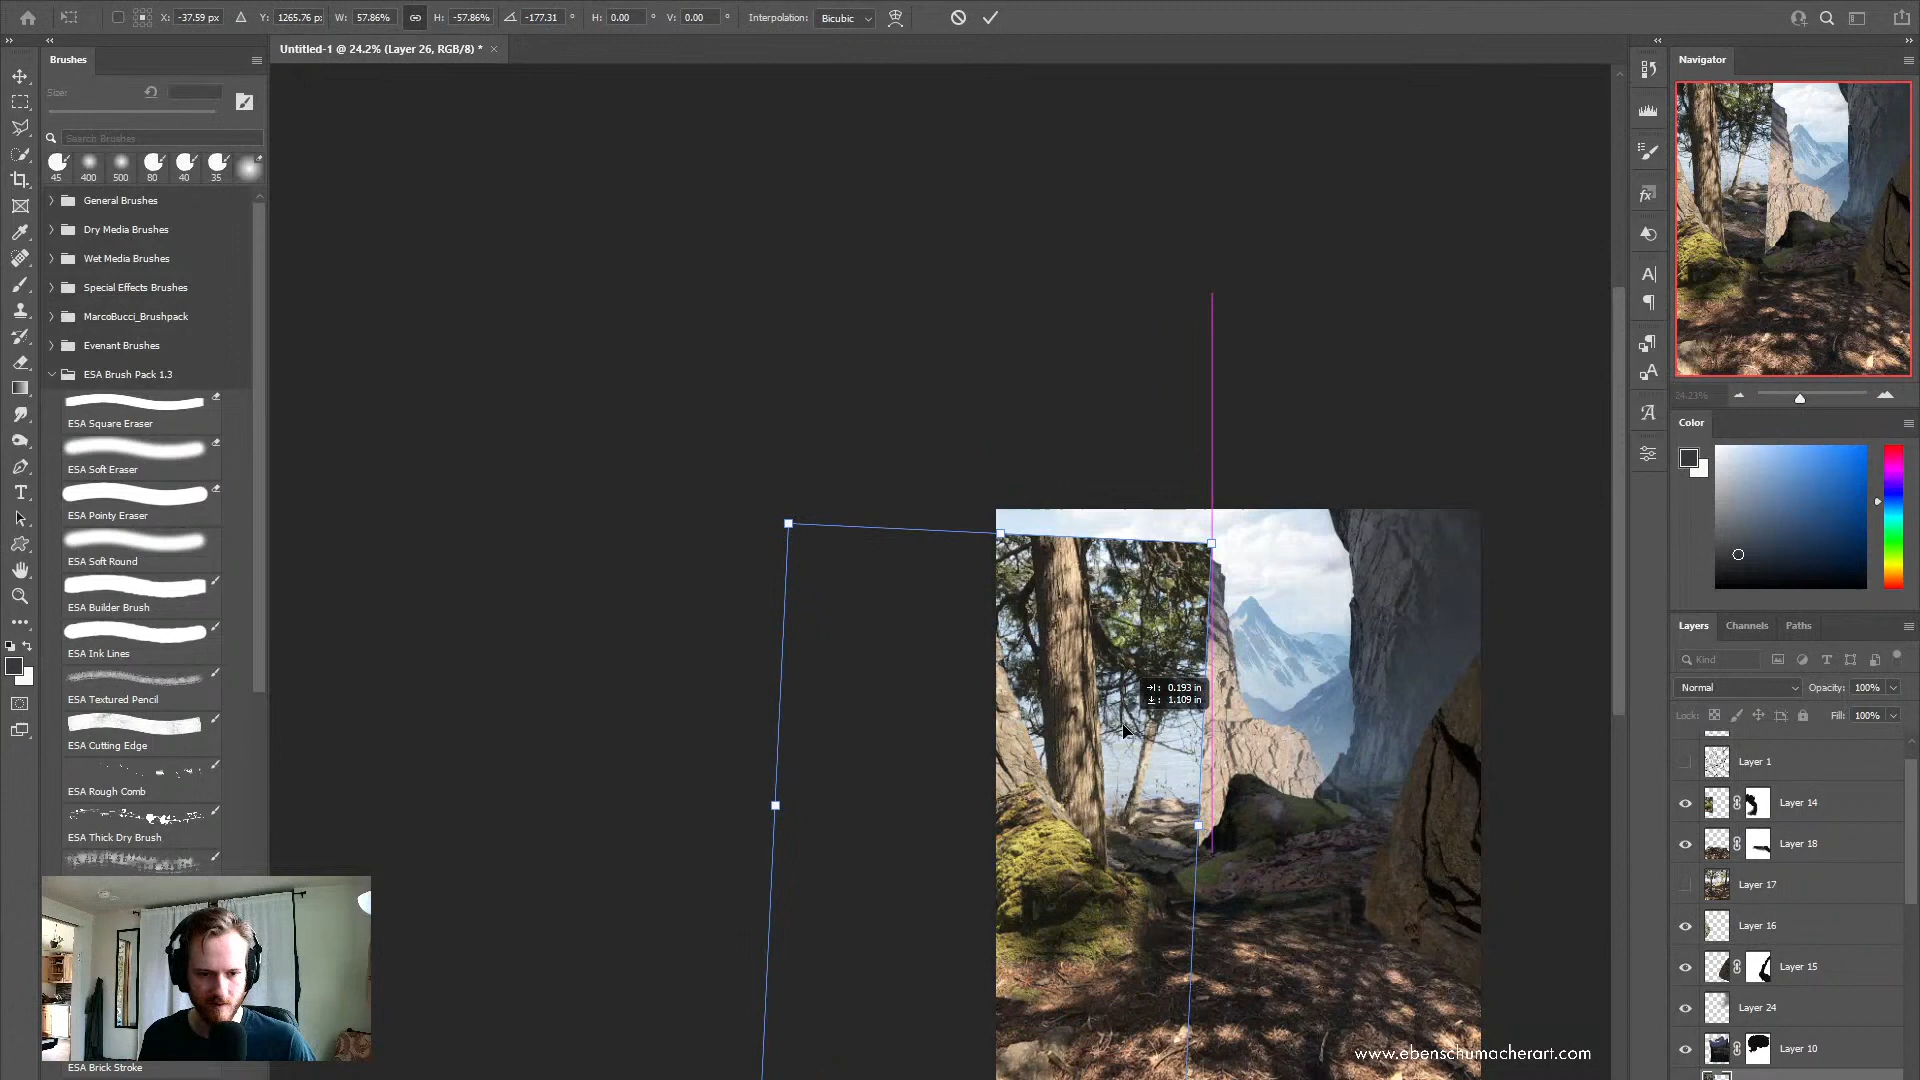 X: -37.59 px Y: 1265.76 px W: 57.86% H: -57.86% -177.31 ° H: 0.00 ° V: 0.00 ° Interpolation: Bicubic
Untitled-1 @ 24.2% (Layer 26, RGB/8) * ×
Brushes
Size:
Search Brushes
45 400 500 80 40 35
General Brushes
Dry Media Brushes
Wet Media Brushes
Special Effects Brushes
MarcoBucci_Brushpack
Evenant Brushes
ESA Brush Pack 1.3
ESA Square Eraser
ESA Soft Eraser
ESA Pointy Eraser
ESA Soft Round
ESA Builder Brush
ESA Ink Lines
ESA Textured Pencil
ESA Cutting Edge
ESA Rough Comb
ESA Thick Dry Brush
ESA Brick Stroke
0.193 in
1.109 in
www.ebenschumacherart.com
Navigator
24.23%
Color
Layers Channels Paths
Kind
Normal Opacity: 100%
Lock: Fill: 100%
Layer 1
Layer 14
Layer 18
Layer 17
Layer 16
Layer 15
Layer 24
Layer 10